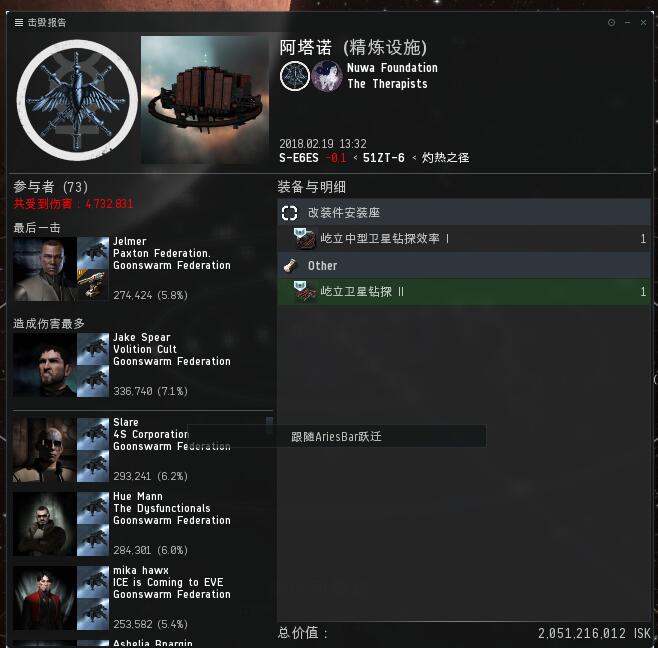 击毁报告
阿塔诺 (精炼设施)
Nuwa Foundation
The Therapists
2018.02.19 13:32
S-E6ES -0.1 < 51ZT-6 < 灼热之径
参与者 (73)
共受到伤害：4,732,831
最后一击
Jelmer
Paxton Federation.
Goonswarm Federation
274,424 (5.8%)
造成伤害最多
Jake Spear
Volition Cult
Goonswarm Federation
336,740 (7.1%)
Slare
4S Corporation
Goonswarm Federation
293,241 (6.2%)
Hue Mann
The Dysfunctionals
Goonswarm Federation
284,301 (6.0%)
mika hawx
ICE is Coming to EVE
Goonswarm Federation
253,582 (5.4%)
装备与明细
改装件安装座
屹立中型卫星钻探效率 I 1
Other
屹立卫星钻探 II 1
跟随AriesBar跃迁
总价值： 2,051,216,012 ISK